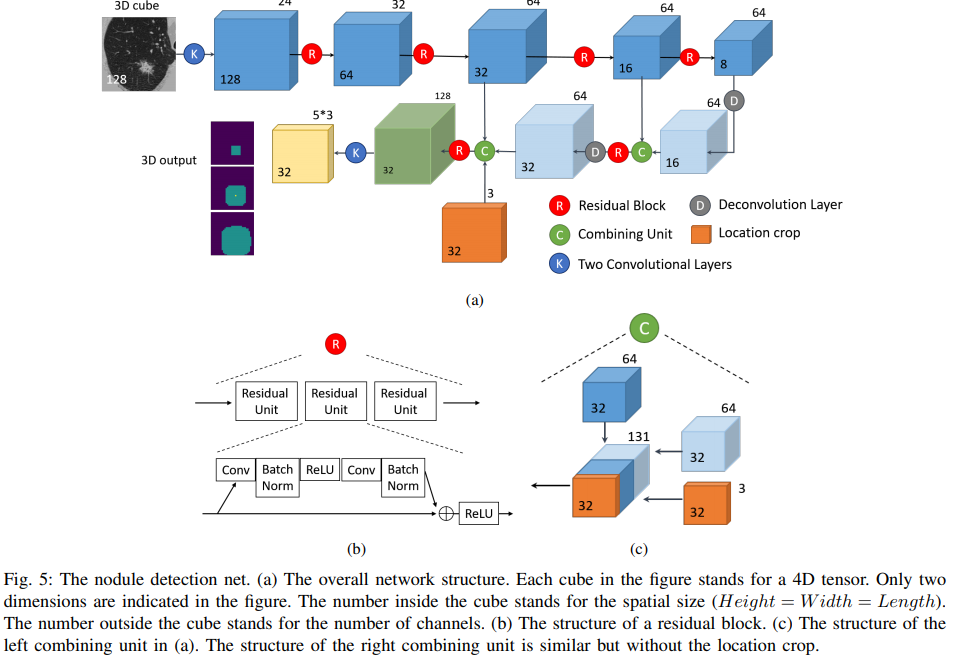 3D cube
24
32
64
64
64
128
K
128
R
64
R
32
R
16
R
8
D
5*3
128
64
64
3D output
32
K
32
R
C
32
D
R
C
16
3
32
R
Residual Block
D
Deconvolution Layer
C
Combining Unit
Location crop
K
Two Convolutional Layers
(a)
R
Residual Unit
Residual Unit
Residual Unit
Conv
Batch Norm
ReLU
Conv
Batch Norm
ReLU
(b)
C
64
32
131
64
32
32
3
32
(c)
Fig. 5: The nodule detection net. (a) The overall network structure. Each cube in the figure stands for a 4D tensor. Only two
dimensions are indicated in the figure. The number inside the cube stands for the spatial size (Height = Width = Length).
The number outside the cube stands for the number of channels. (b) The structure of a residual block. (c) The structure of the
left combining unit in (a). The structure of the right combining unit is similar but without the location crop.